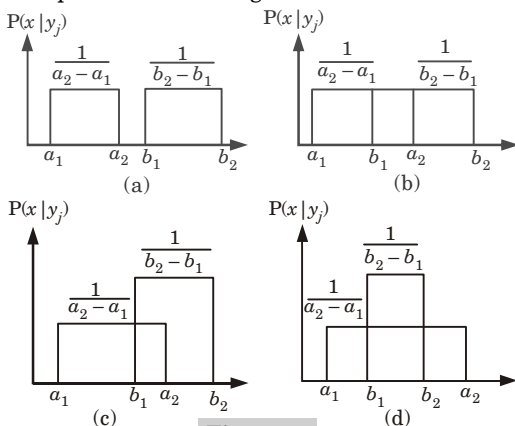 P(x|y_j) P(x|y_j)
1/(a_2 – a_1) 1/(b_2 – b_1) 1/(a_2 – a_1) 1/(b_2 – b_1)
a_1 a_2 b_1 b_2 a_1 b_1 a_2 b_2
(a) (b)
P(x|y_j) P(x|y_j)
1/(b_2 – b_1) 1/(b_2 – b_1)
1/(a_2 – a_1) 1/(a_2 – a_1)
a_1 b_1 a_2 b_2 a_1 b_1 b_2 a_2
(c) (d)